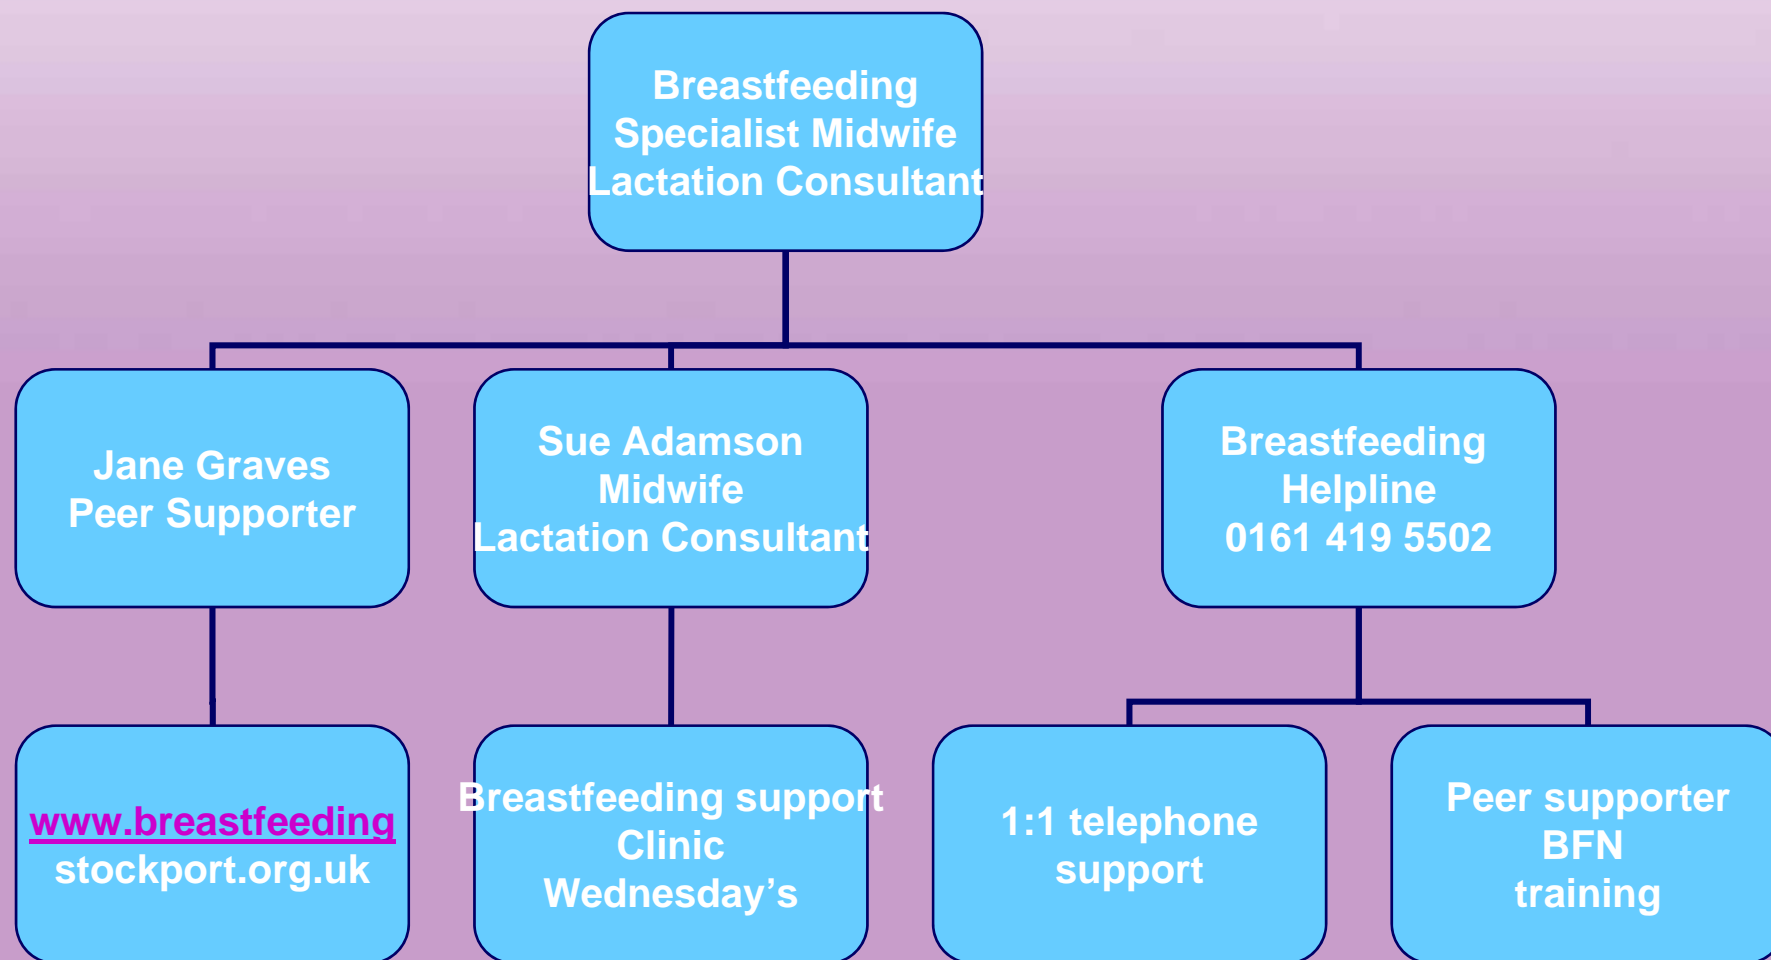 Breastfeeding
Specialist Midwife
Lactation Consultant
Jane Graves
Peer Supporter
Sue Adamson
Midwife
Lactation Consultant
Breastfeeding
Helpline
0161 419 5502
www.breastfeeding
stockport.org.uk
Breastfeeding support
Clinic
Wednesday’s
1:1 telephone
support
Peer supporter
BFN
training